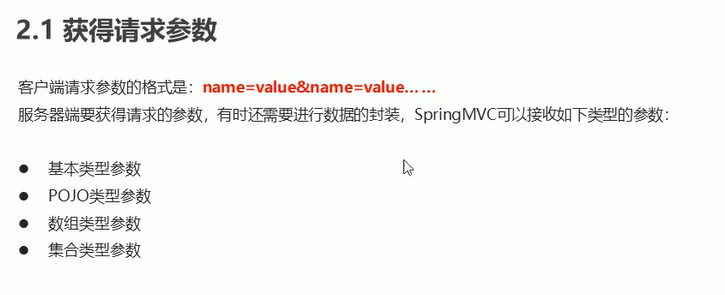 2.1 获得请求参数
客户端请求参数的格式是：name=value&name=value……
服务器端要获得请求的参数，有时还需要进行数据的封装，SpringMVC可以接收如下类型的参数：
● 基本类型参数
● POJO类型参数
● 数组类型参数
● 集合类型参数